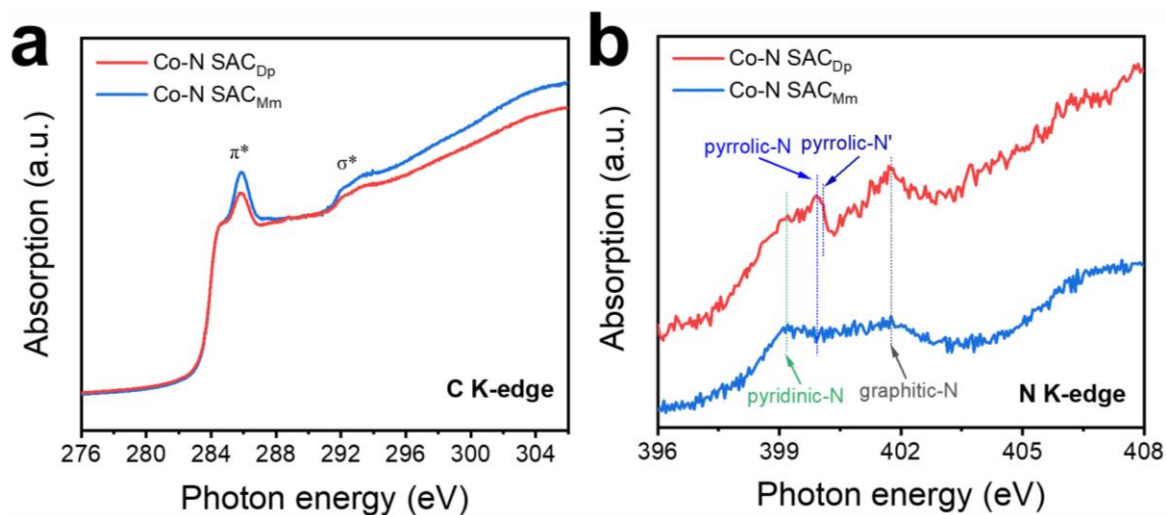 a
Co-N SAC_Dp
Co-N SAC_Mm
π*
σ*
C K-edge
Absorption (a.u.)
276 280 284 288 292 296 300 304
Photon energy (eV)
b
Co-N SAC_Dp
Co-N SAC_Mm
pyrrolic-N
pyrrolic-N'
pyridinic-N
graphitic-N
N K-edge
Absorption (a.u.)
396 399 402 405 408
Photon energy (eV)